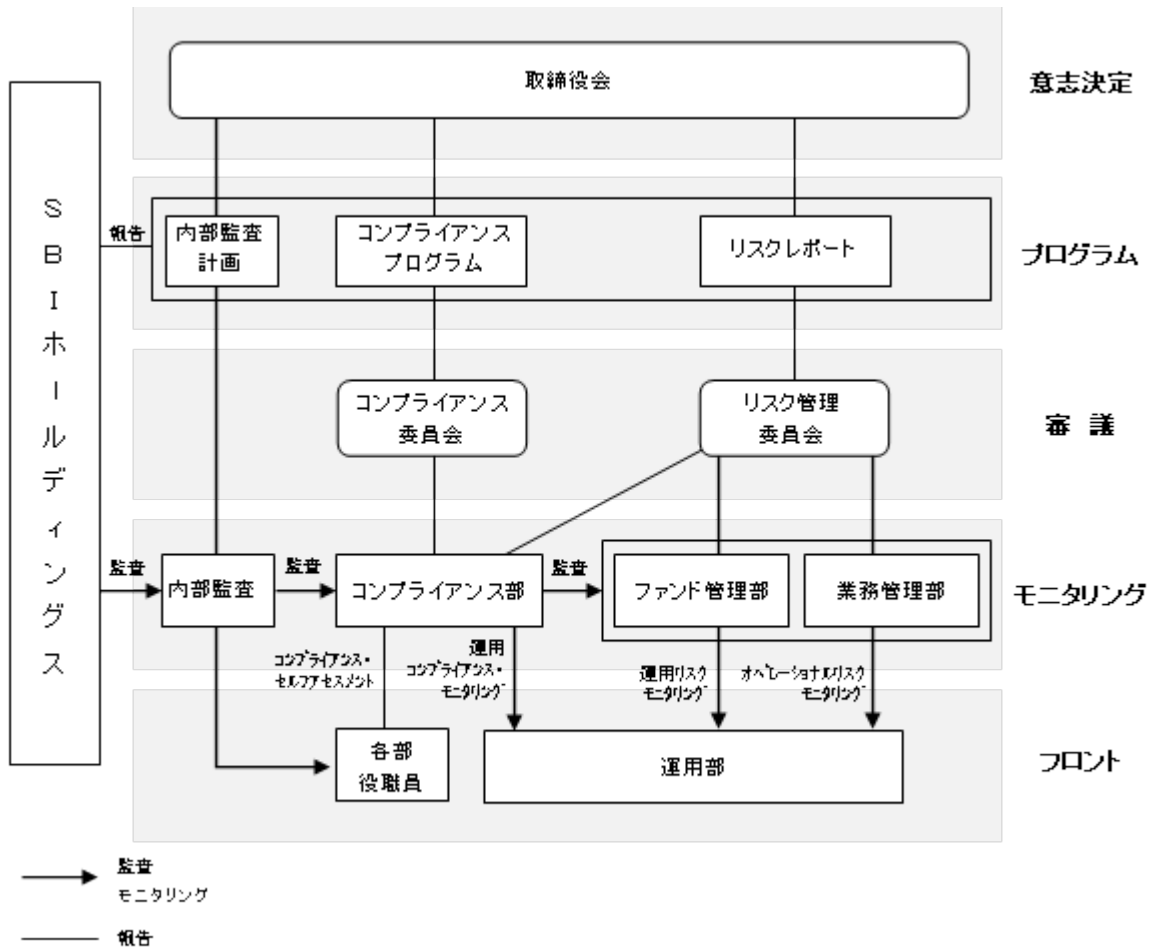 取締役会
意志決定
SBIホールディングス
報告
内部監査
計画
コンプライアンス
プログラム
リスクレポート
プログラム
コンプライアンス
委員会
リスク管理
委員会
審 議
監査
内部監査
監査
コンプライアンス部
監査
ファンド管理部
業務管理部
モニタリング
コンプライアンス・
セルフアセスメント
運用
コンプライアンス・
モニタリング
運用リスク
モニタリング
オペレーショナルリスク
モニタリング
各部
役職員
運用部
フロント
監査
モニタリング
報告